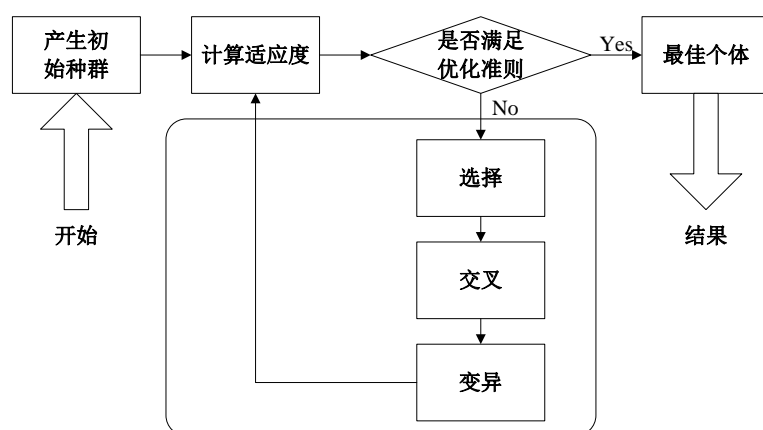 产生初
始种群
计算适应度
是否满足
优化准则
Yes
最佳个体
No
选择
开始
结果
交叉
变异